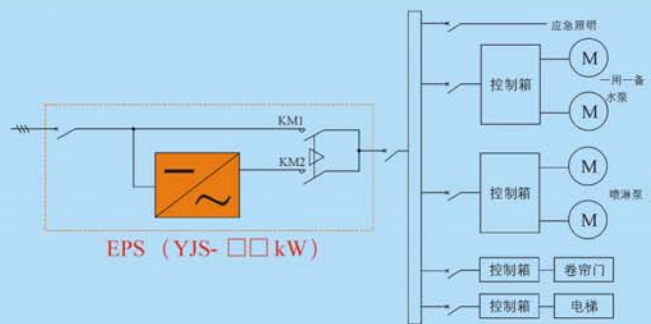 应急照明
控制箱
M
一用一备
水泵
M
KM1
KM2
控制箱
M
喷淋泵
M
EPS (YJS- □□ kW)
控制箱
卷帘门
控制箱
电梯